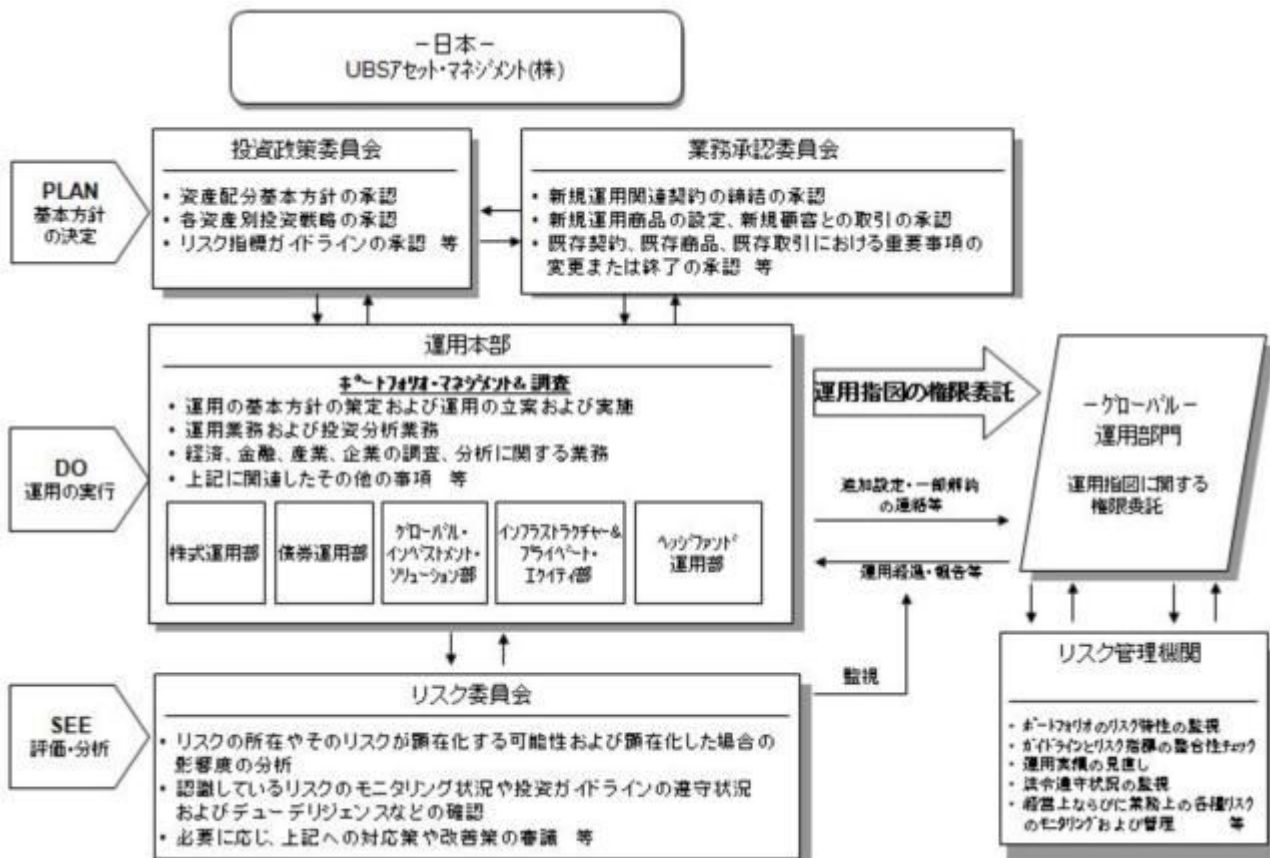 －日本－
UBSアセット・マネジメント(株)
PLAN
基本方針
の決定
投資政策委員会
• 資産配分基本方針の承認
• 各資産別投資戦略の承認
• リスク指標ガイドラインの承認 等
業務承認委員会
• 新規運用関連契約の締結の承認
• 新規運用商品の設定、新規顧客との取引の承認
• 既存契約、既存商品、既存取引における重要事項の
変更または終了の承認 等
DO
運用の実行
運用本部
ポートフォリオ・マネジメント& 調査
• 運用の基本方針の策定および運用の立案および実施
• 運用業務および投資分析業務
• 経済、金融、産業、企業の調査、分析に関する業務
• 上記に関連したその他の事項 等
株式運用部
債券運用部
グローバル・
インベストメント・
ソリューション部
インフラストラクチャー&
プライベート・
エクイティ部
ヘッジファンド
運用部
運用指図の権限委託
追加設定・一部解約
の連絡等
運用経過・報告等
－グローバル－
運用部門
運用指図に関する
権限委託
SEE
評価・分析
リスク委員会
• リスクの所在やそのリスクが顕在化する可能性および顕在化した場合の
影響度の分析
• 認識しているリスクのモニタリング状況や投資ガイドラインの遵守状況
およびデューデリジェンスなどの確認
• 必要に応じ、上記への対応策や改善策の審議 等
監視
リスク管理機関
• ポートフォリオのリスク特性の監視
• ガイドラインとリスク指標の整合性チェック
• 運用実績の見直し
• 法令遵守状況の監視
• 経営上ならびに業務上の各種リスク
のモニタリングおよび管理 等